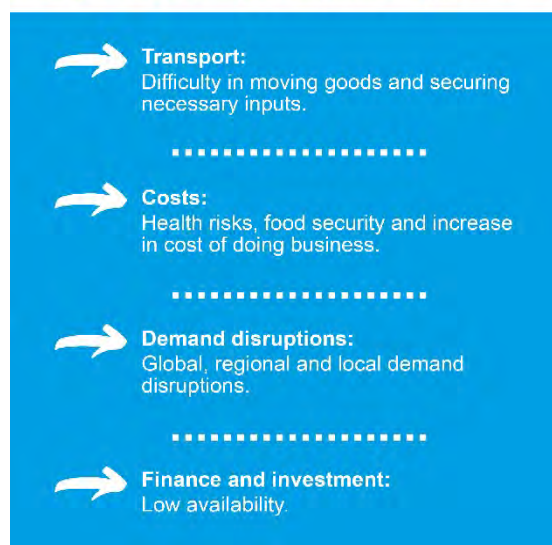 Transport:
Difficulty in moving goods and securing
necessary inputs.
Costs:
Health risks, food security and increase
in cost of doing business.
Demand disruptions:
Global, regional and local demand
disruptions.
Finance and investment:
Low availability.